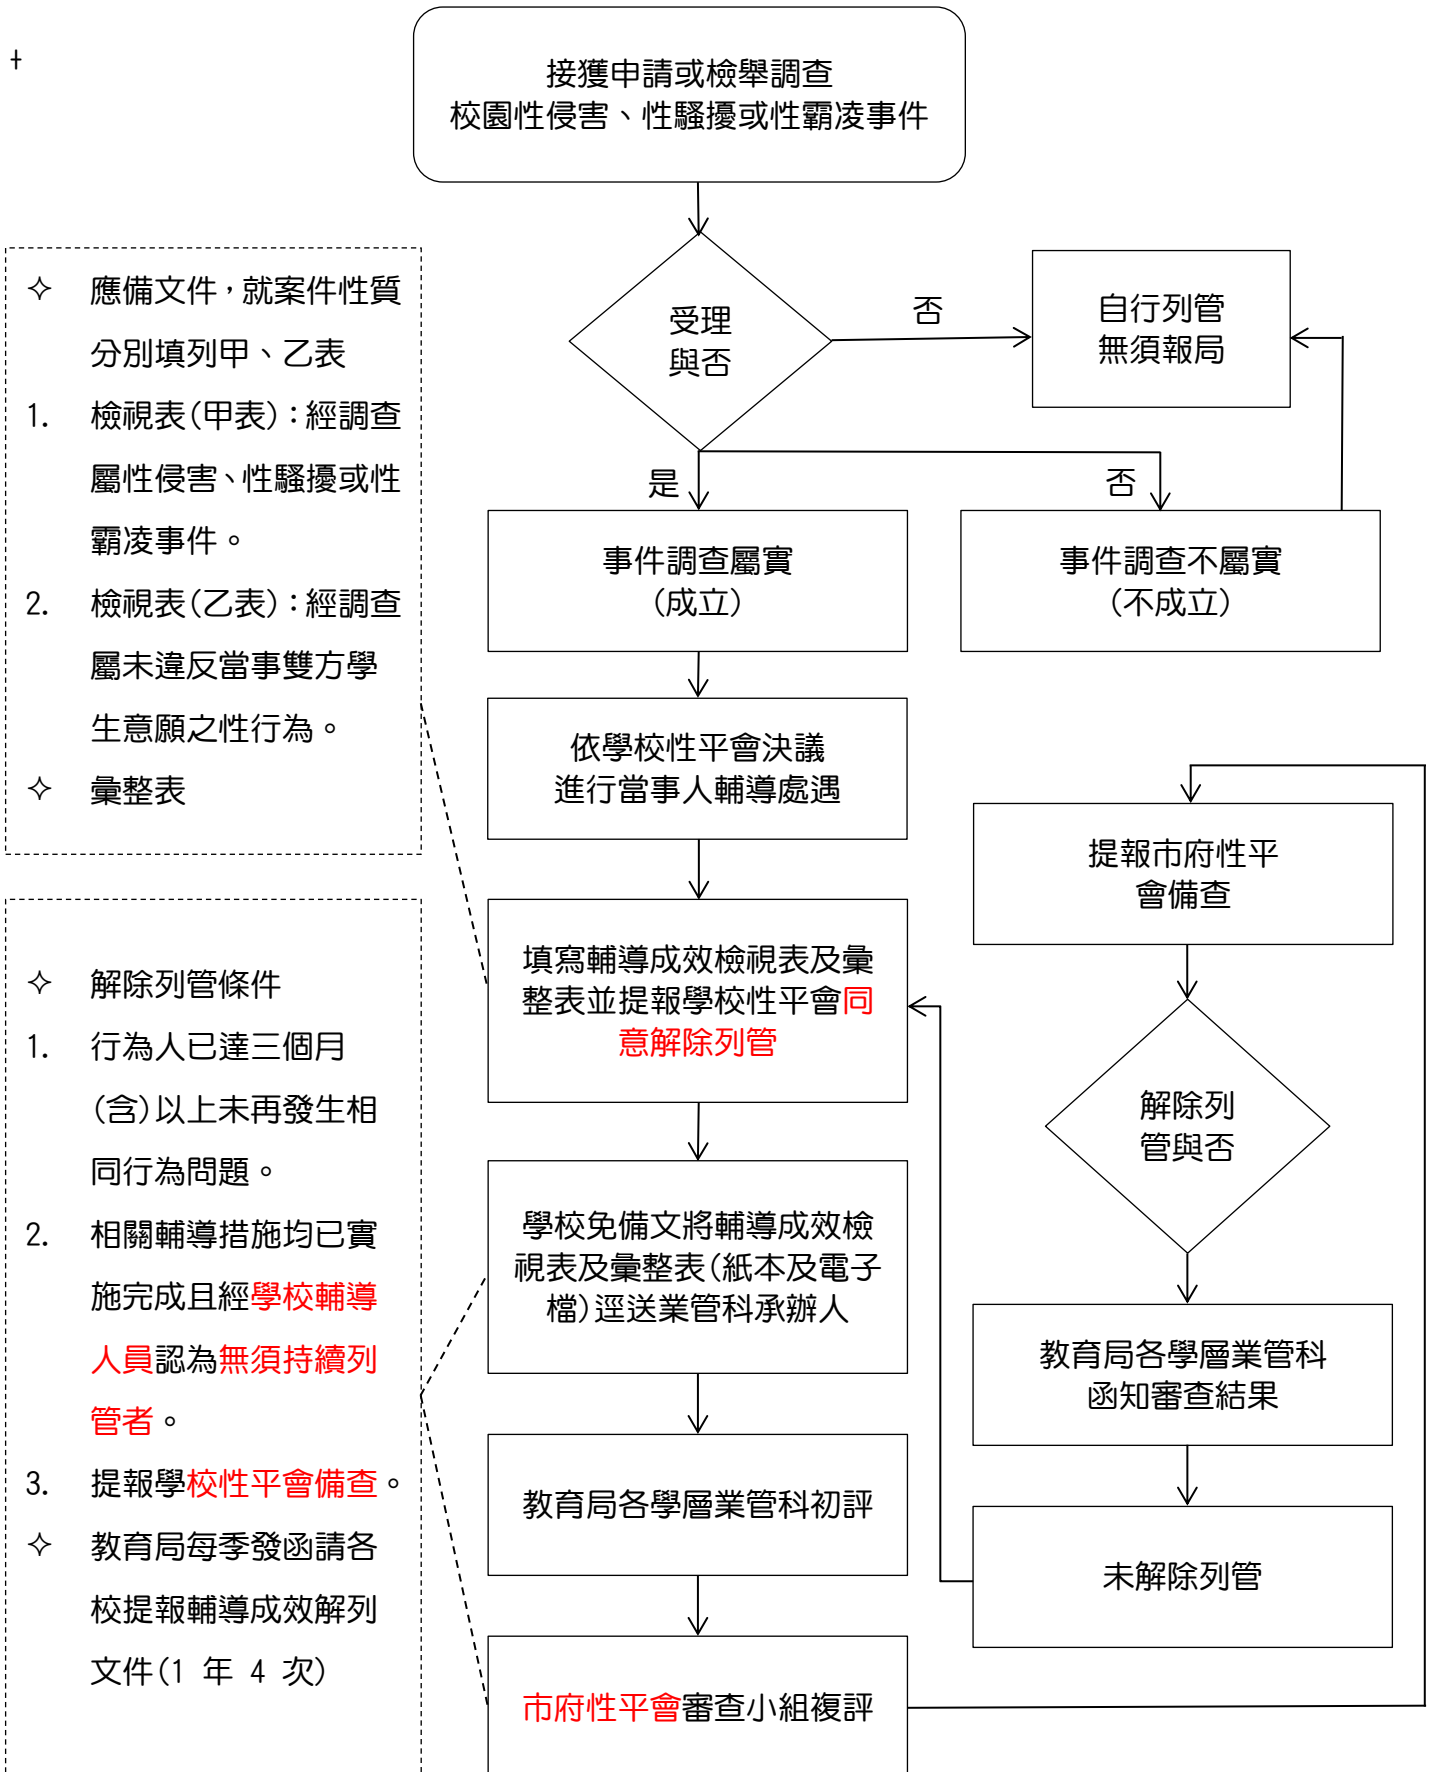 接獲申請或檢舉調查
校園性侵害、性騷擾或性霸凌事件
受理
與否
否
自行列管
無須報局
是
否
事件調查屬實
(成立)
事件調查不屬實
(不成立)
依學校性平會決議
進行當事人輔導處遇
填寫輔導成效檢視表及彙
整表並提報學校性平會同
意解除列管
學校免備文將輔導成效檢
視表及彙整表(紙本及電子
檔)逕送業管科承辦人
教育局各學層業管科初評
市府性平會審查小組複評
提報市府性平
會備查
解除列
管與否
教育局各學層業管科
函知審查結果
未解除列管
✧ 應備文件，就案件性質
分別填列甲、乙表
1. 檢視表(甲表)：經調查
屬性侵害、性騷擾或性
霸凌事件。
2. 檢視表(乙表)：經調查
屬未違反當事雙方學
生意願之性行為。
✧ 彙整表
✧ 解除列管條件
1. 行為人已達三個月
(含)以上未再發生相
同行為問題。
2. 相關輔導措施均已實
施完成且經學校輔導
人員認為無須持續列
管者。
3. 提報學校性平會備查。
✧ 教育局每季發函請各
校提報輔導成效解列
文件(1 年 4 次)